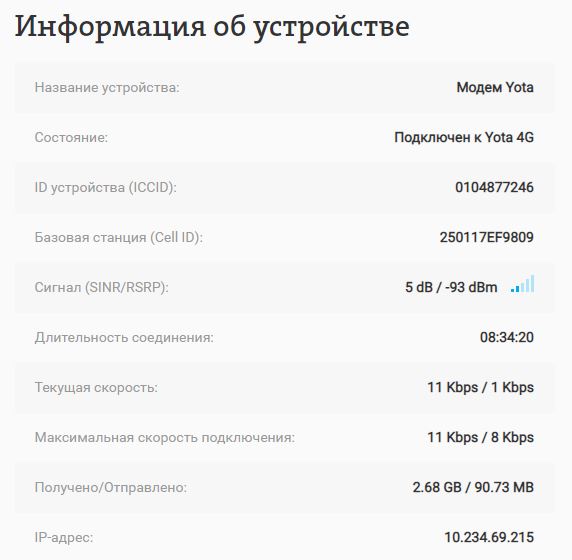 Информация об устройстве
Название устройства: Модем Yota
Состояние: Подключен к Yota 4G
ID устройства (ICCID): 0104877246
Базовая станция (Cell ID): 250117EF9809
Сигнал (SINR/RSRP): 5 dB / -93 dBm
Длительность соединения: 08:34:20
Текущая скорость: 11 Kbps / 1 Kbps
Максимальная скорость подключения: 11 Kbps / 8 Kbps
Получено/Отправлено: 2.68 GB / 90.73 MB
IP-адрес: 10.234.69.215